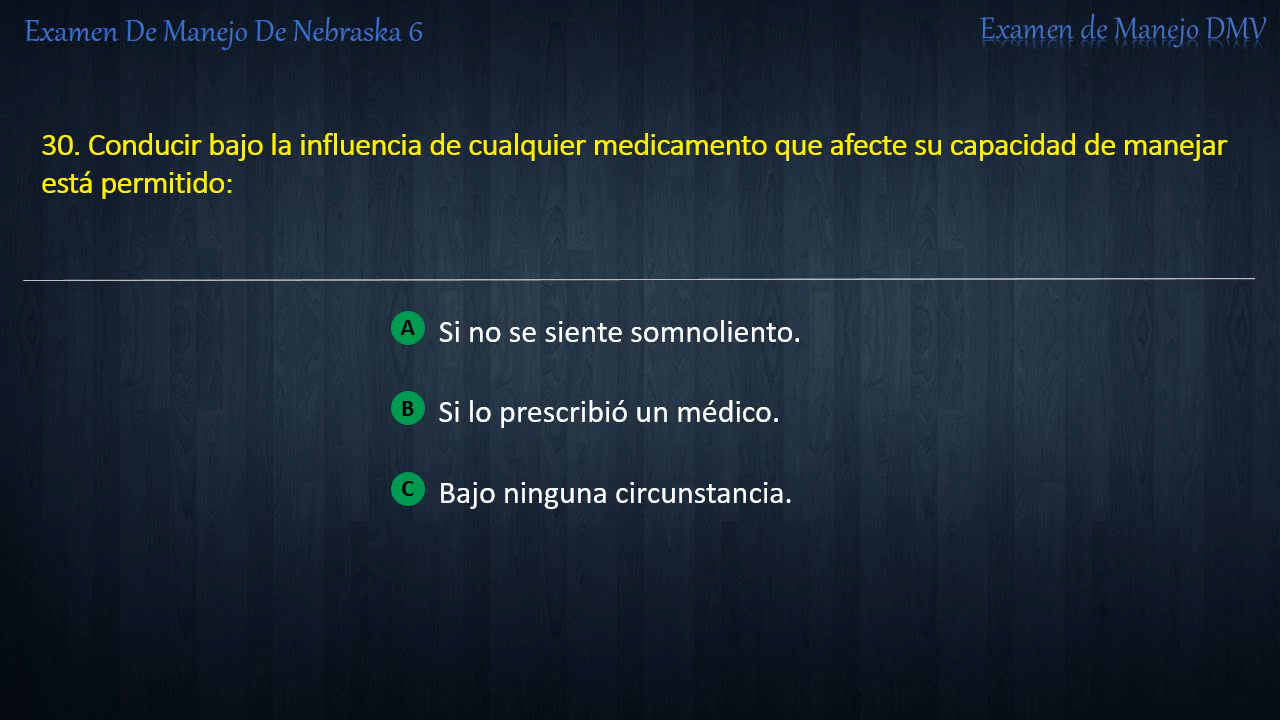 Examen De Manejo De Nebraska 6
Examen de Manejo DMV
30. Conducir bajo la influencia de cualquier medicamento que afecte su capacidad de manejar
está permitido:
A Si no se siente somnoliento.
B Si lo prescribió un médico.
C Bajo ninguna circunstancia.